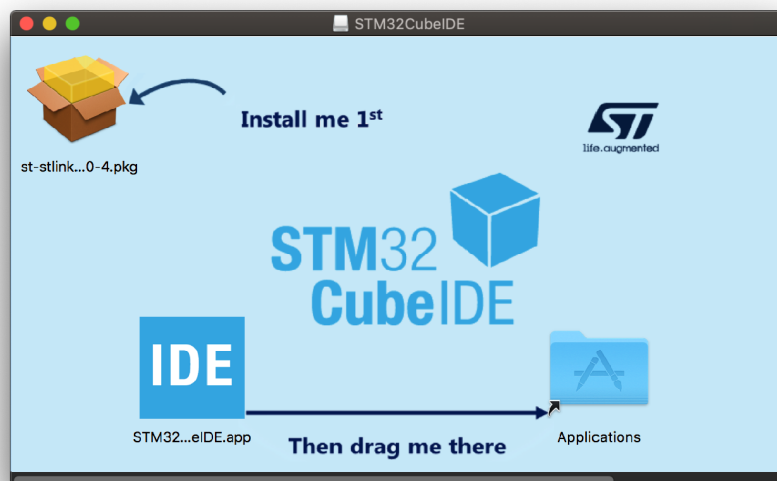 STM32CubeIDE
Install me 1st
ST
life.augmented
st-stlink...0-4.pkg
STM32
CubeIDE
IDE
STM32...eIDE.app
Applications
Then drag me there